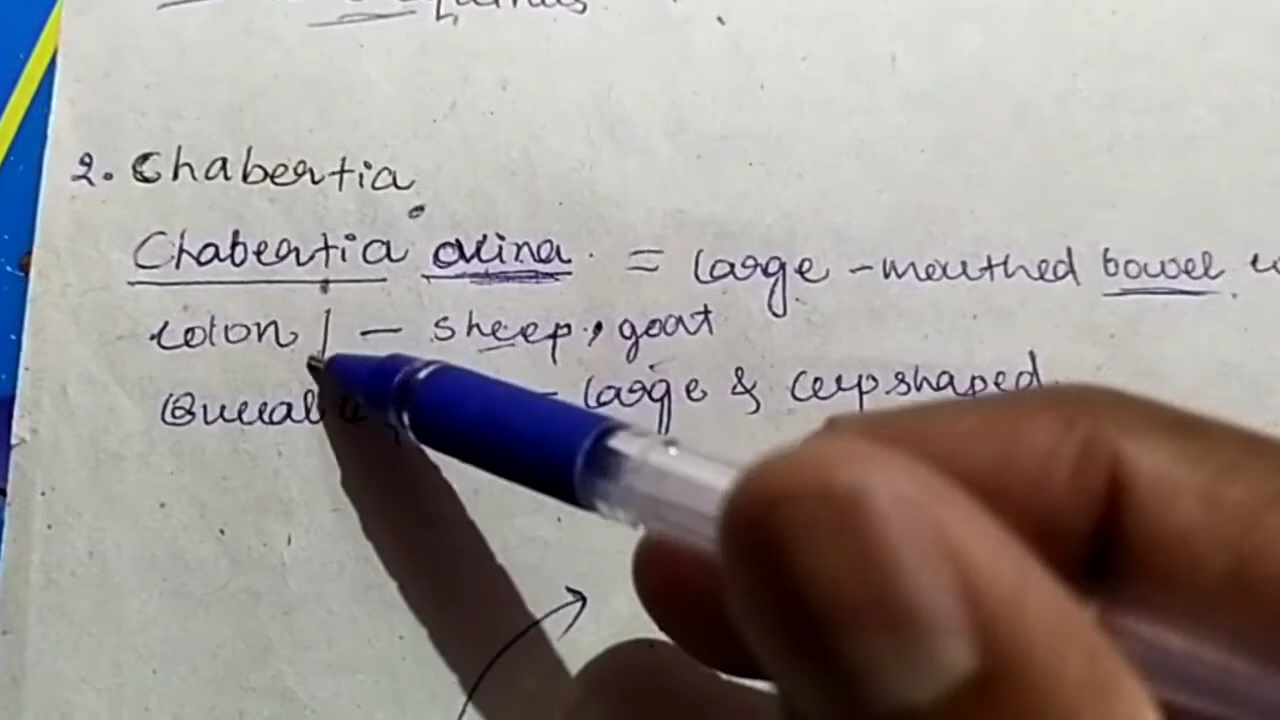 2. Chabertia
Chabertia ovina = Large-mouthed bowel
colon | - sheep, goat
- large & cupshaped